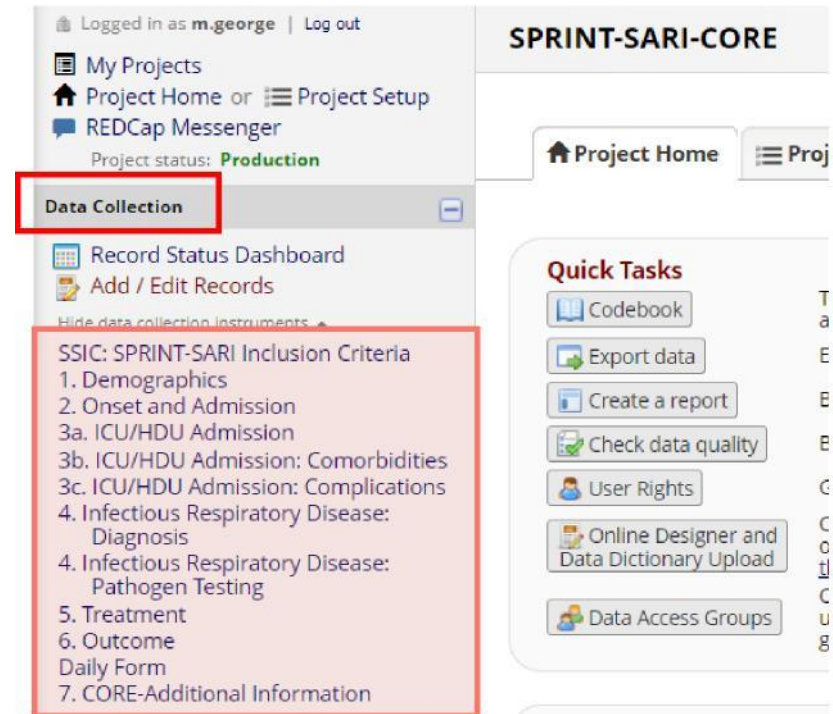 Logged in as m.george | Log out
My Projects
Project Home or Project Setup
REDCap Messenger
Project status: Production
Data Collection
Record Status Dashboard
Add / Edit Records
Hide data collection instruments
SSIC: SPRINT-SARI Inclusion Criteria
1. Demographics
2. Onset and Admission
3a. ICU/HDU Admission
3b. ICU/HDU Admission: Comorbidities
3c. ICU/HDU Admission: Complications
4. Infectious Respiratory Disease:
Diagnosis
4. Infectious Respiratory Disease:
Pathogen Testing
5. Treatment
6. Outcome
Daily Form
7. CORE-Additional Information
SPRINT-SARI-CORE
Project Home
Quick Tasks
Codebook
Export data
Create a report
Check data quality
User Rights
Online Designer and
Data Dictionary Upload
Data Access Groups